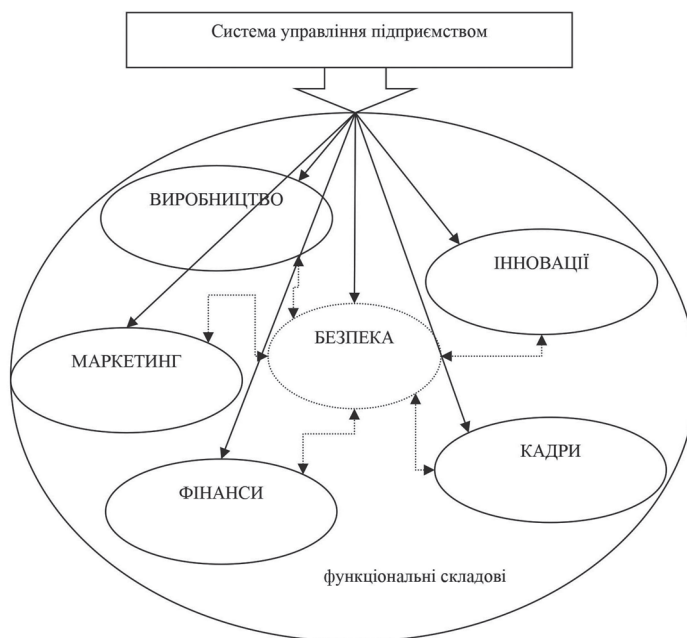 Система управління підприємством
ВИРОБНИЦТВО
ІННОВАЦІЇ
БЕЗПЕКА
МАРКЕТИНГ
КАДРИ
ФІНАНСИ
функціональні складові